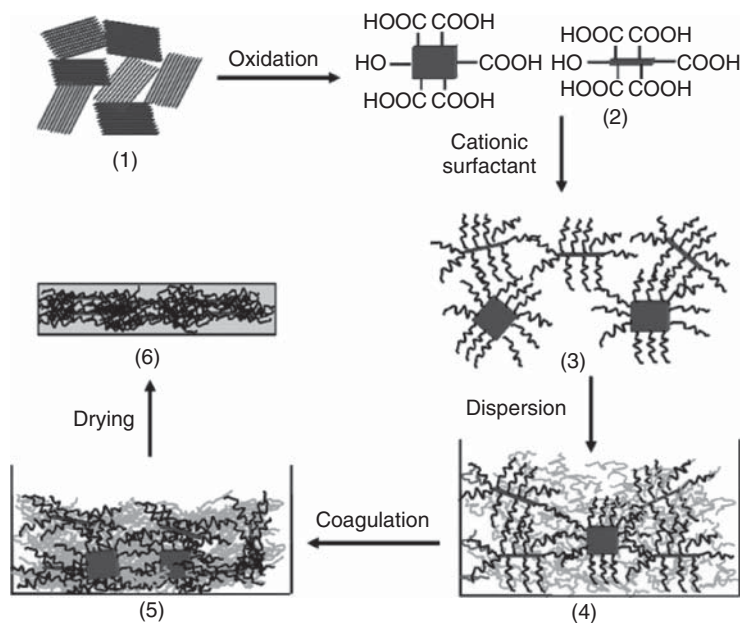 HOOC COOH
HO COOH
HOOC COOH
HOOC COOH
HO COOH
HOOC COOH
Oxidation
(1)
(2)
Cationic
surfactant
(3)
Dispersion
(4)
Coagulation
(5)
Drying
(6)